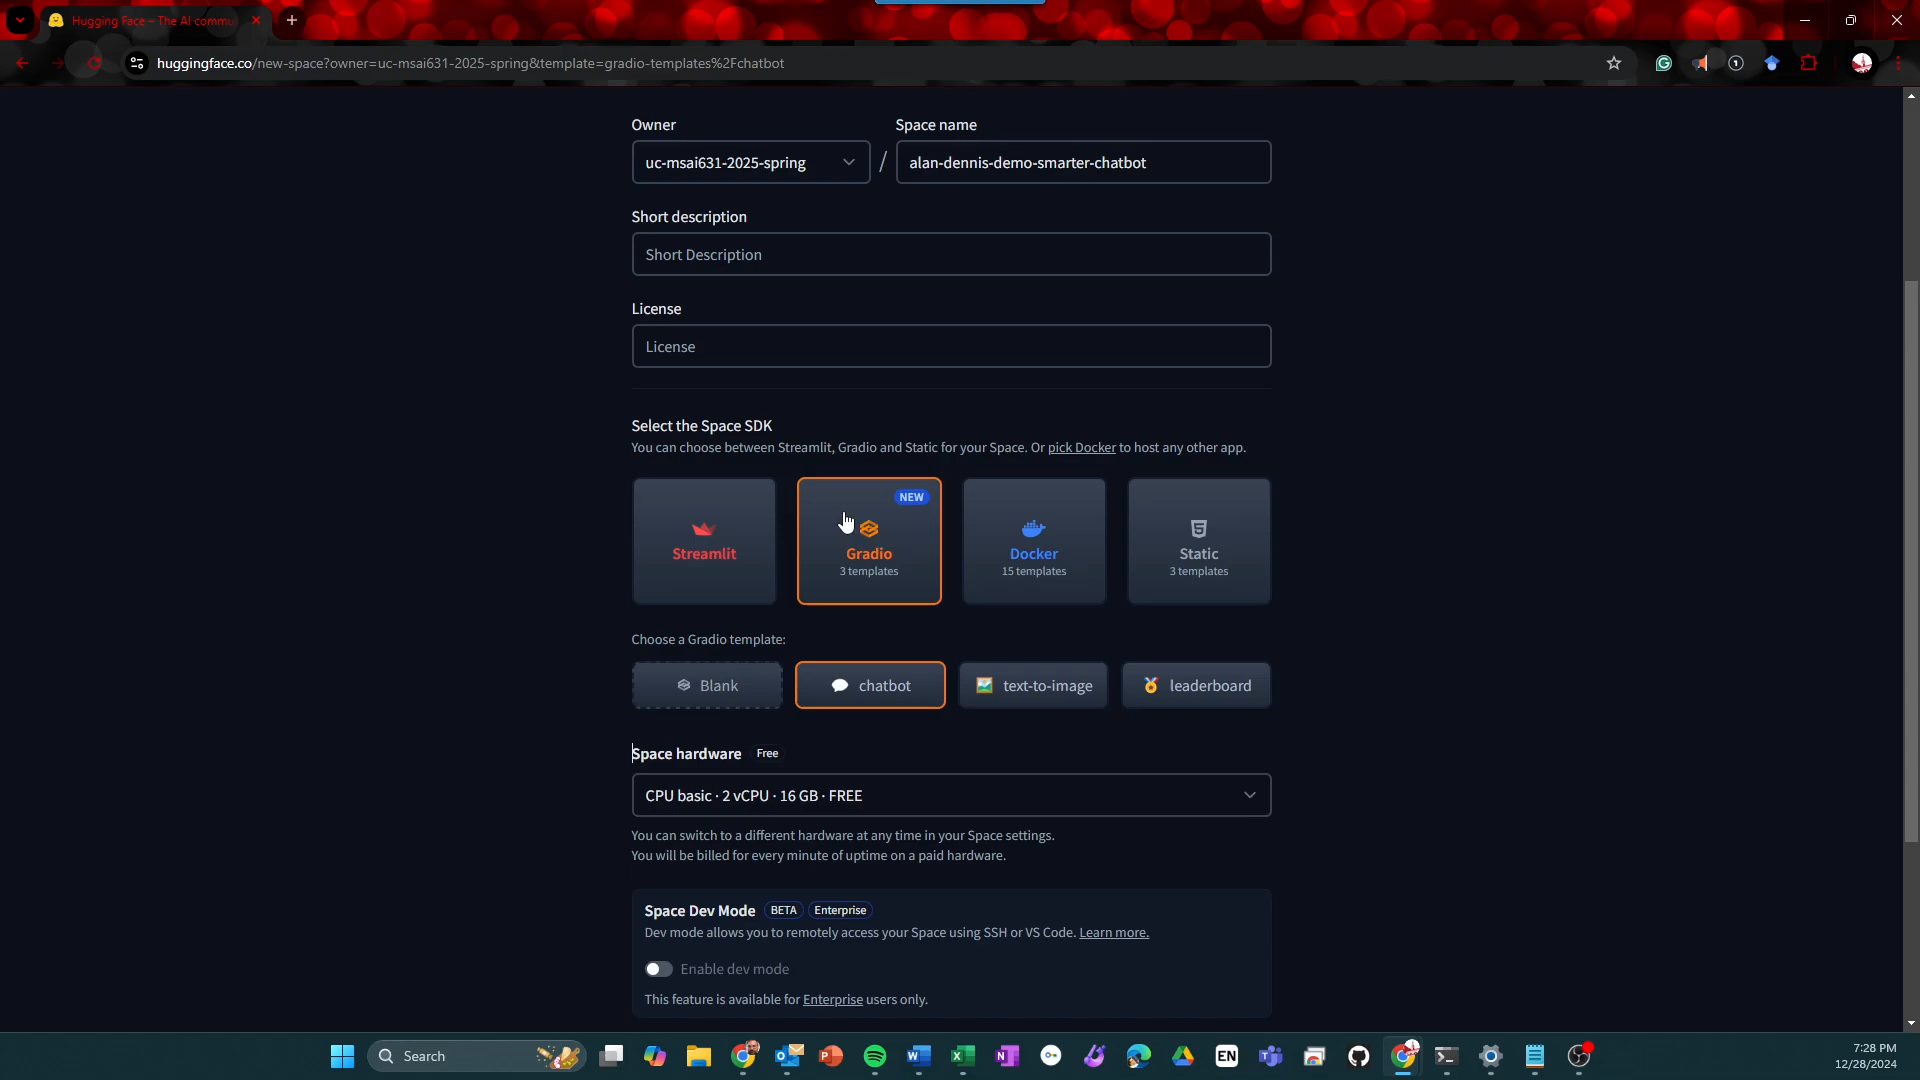 Hugging Face – The AI commu
huggingface.co/new-space?owner=uc-msai631-2025-spring&template=gradio-templates%2Fchatbot
Owner
Space name
uc-msai631-2025-spring
/
alan-dennis-demo-smarter-chatbot
Short description
Short Description
License
License
Select the Space SDK
You can choose between Streamlit, Gradio and Static for your Space. Or pick Docker to host any other app.
NEW
Streamlit
Gradio
3 templates
Docker
15 templates
Static
3 templates
Choose a Gradio template:
Blank
chatbot
text-to-image
leaderboard
Space hardware Free
CPU basic · 2 vCPU · 16 GB · FREE
You can switch to a different hardware at any time in your Space settings.
You will be billed for every minute of uptime on a paid hardware.
Space Dev Mode BETA Enterprise
Dev mode allows you to remotely access your Space using SSH or VS Code. Learn more.
Enable dev mode
This feature is available for Enterprise users only.
Search
EN
7:28 PM
12/28/2024